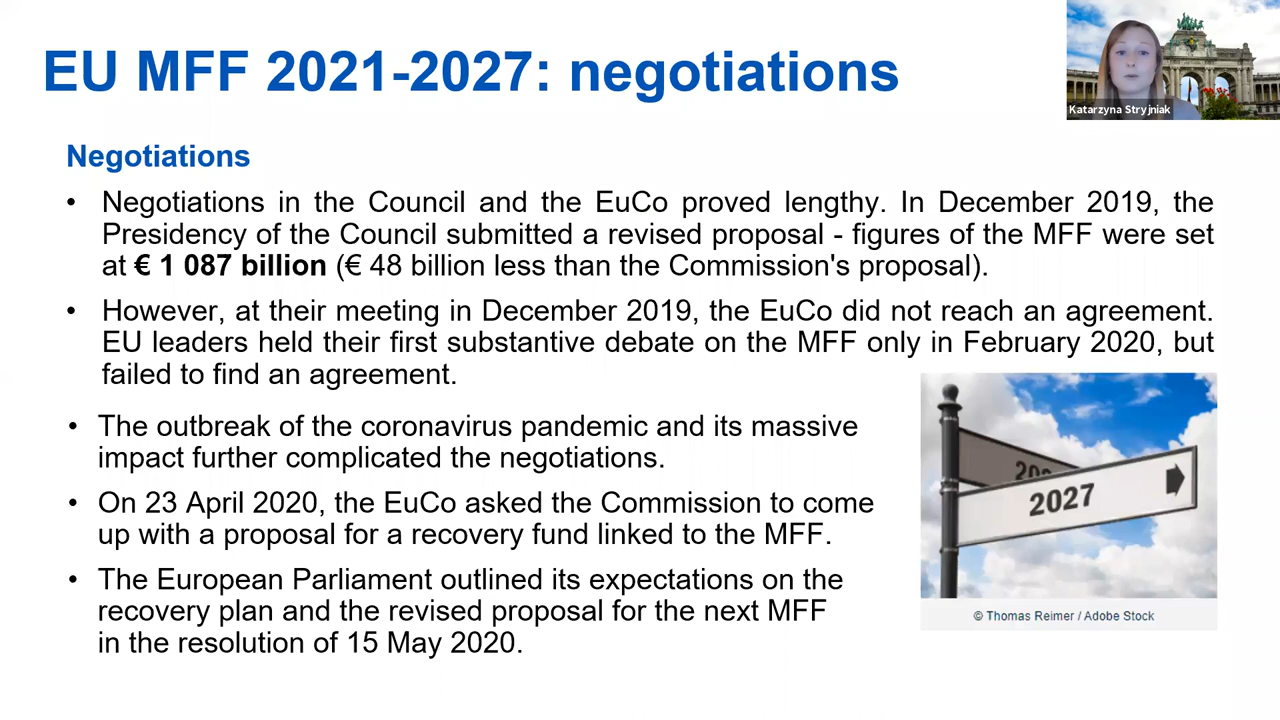 EU MFF 2021-2027: negotiations
Katarzyna Stryjniak
Negotiations
• Negotiations in the Council and the EuCo proved lengthy. In December 2019, the
Presidency of the Council submitted a revised proposal - figures of the MFF were set
at € 1 087 billion (€ 48 billion less than the Commission's proposal).
• However, at their meeting in December 2019, the EuCo did not reach an agreement.
EU leaders held their first substantive debate on the MFF only in February 2020, but
failed to find an agreement.
• The outbreak of the coronavirus pandemic and its massive
impact further complicated the negotiations.
• On 23 April 2020, the EuCo asked the Commission to come
up with a proposal for a recovery fund linked to the MFF.
• The European Parliament outlined its expectations on the
recovery plan and the revised proposal for the next MFF
in the resolution of 15 May 2020.
2027
© Thomas Reimer / Adobe Stock